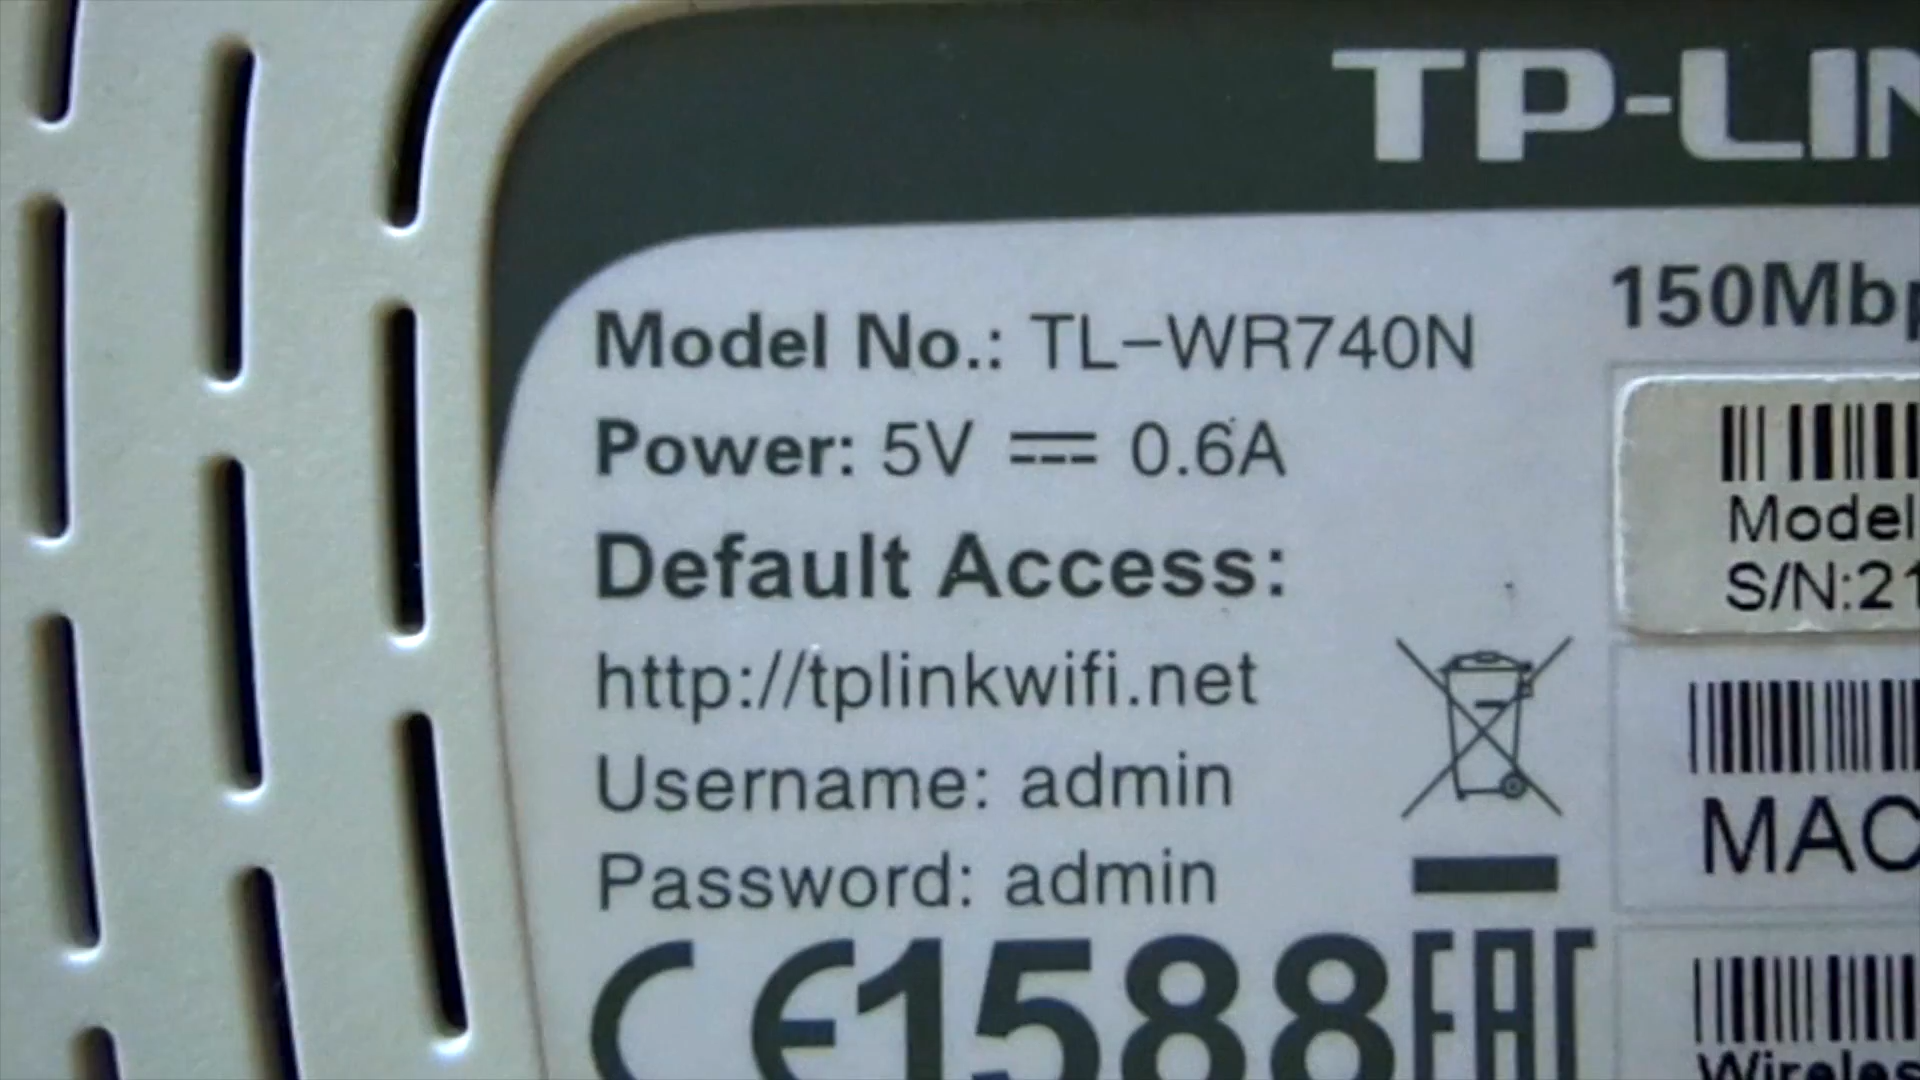 TP-LIN
150Mbp
Model No.: TL-WR740N
Power: 5V ⎓ 0.6A
Default Access:
http://tplinkwifi.net
Username: admin
Password: admin
CE1588 EAC
Model
S/N:21
MAC
Wireles